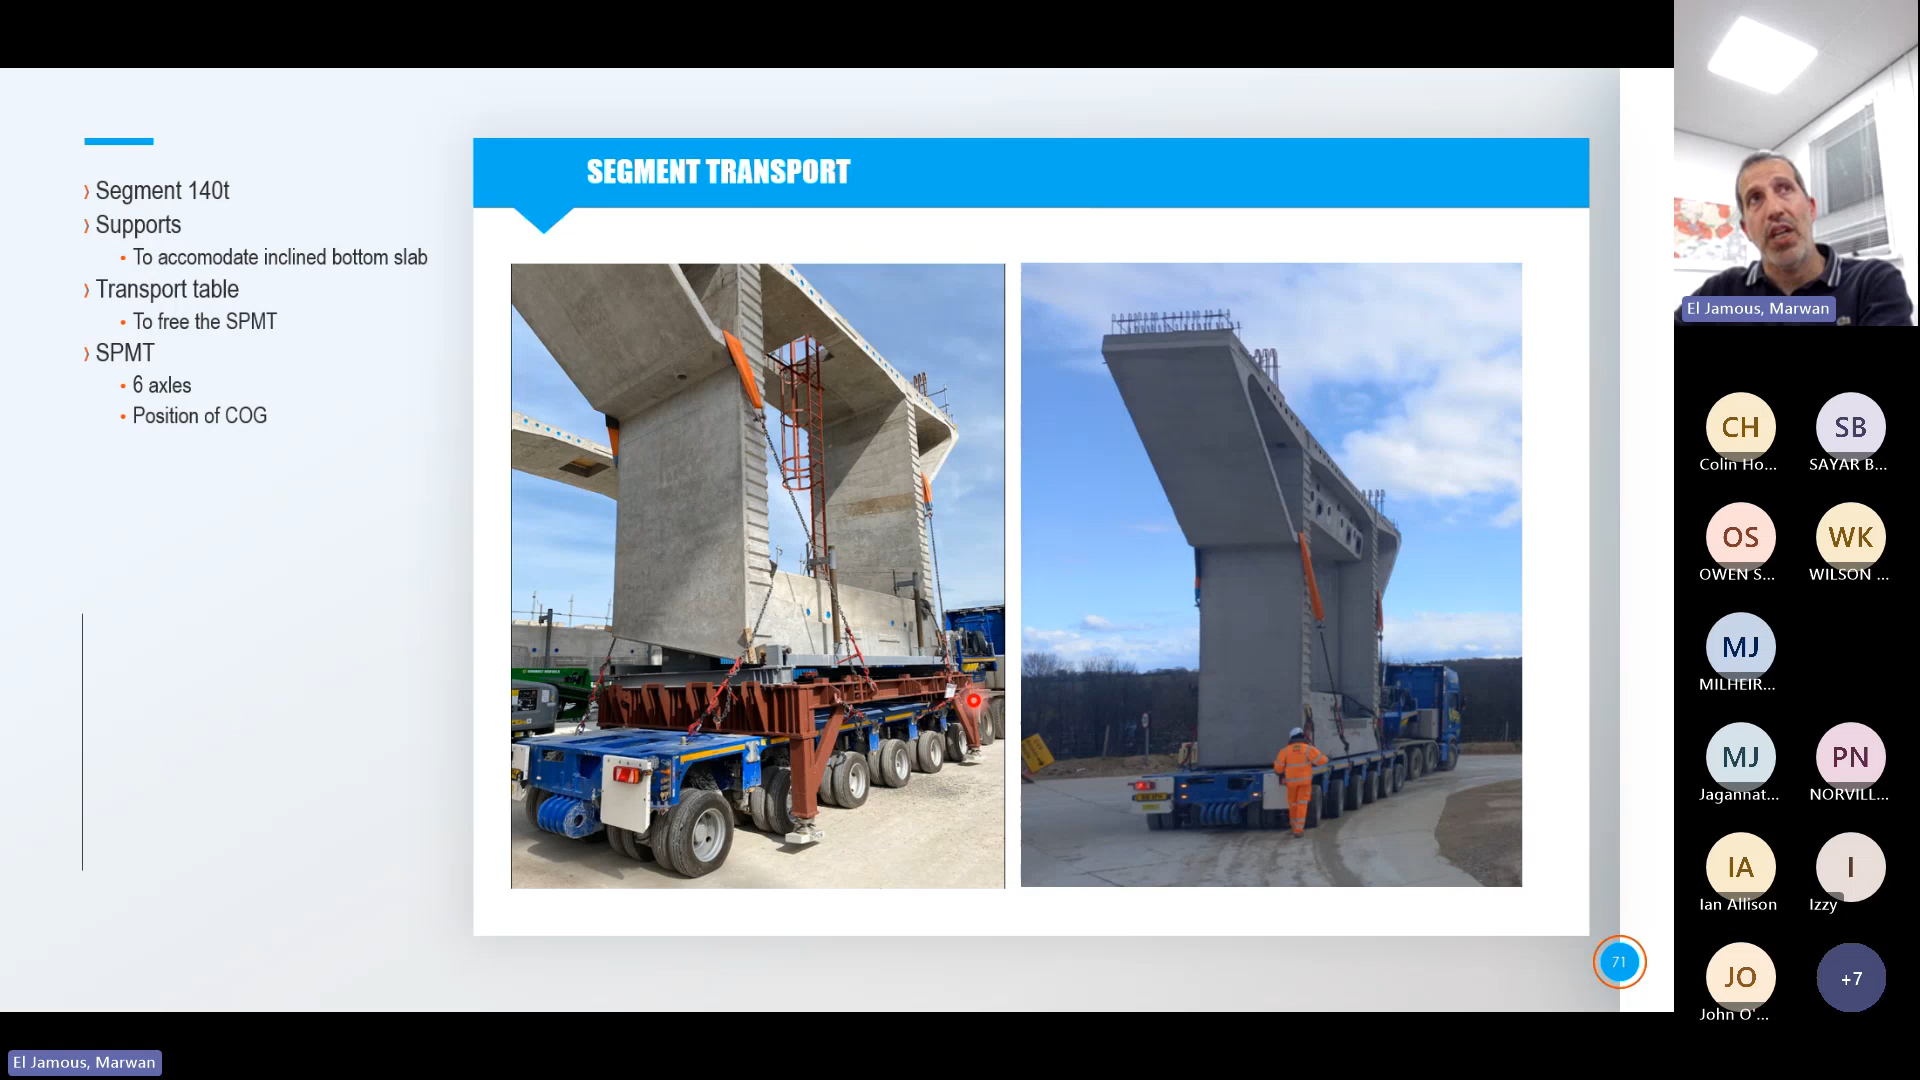 › Segment 140t
› Supports
• To accomodate inclined bottom slab
› Transport table
• To free the SPMT
› SPMT
• 6 axles
• Position of COG
SEGMENT TRANSPORT
71
El Jamous, Marwan
CH
Colin Ho...
SB
SAYAR B...
OS
OWEN S...
WK
WILSON ...
MJ
MILHEIR...
MJ
Jagannat...
PN
NORVILL...
IA
Ian Allison
I
Izzy
JO
John O'...
+7
El Jamous, Marwan